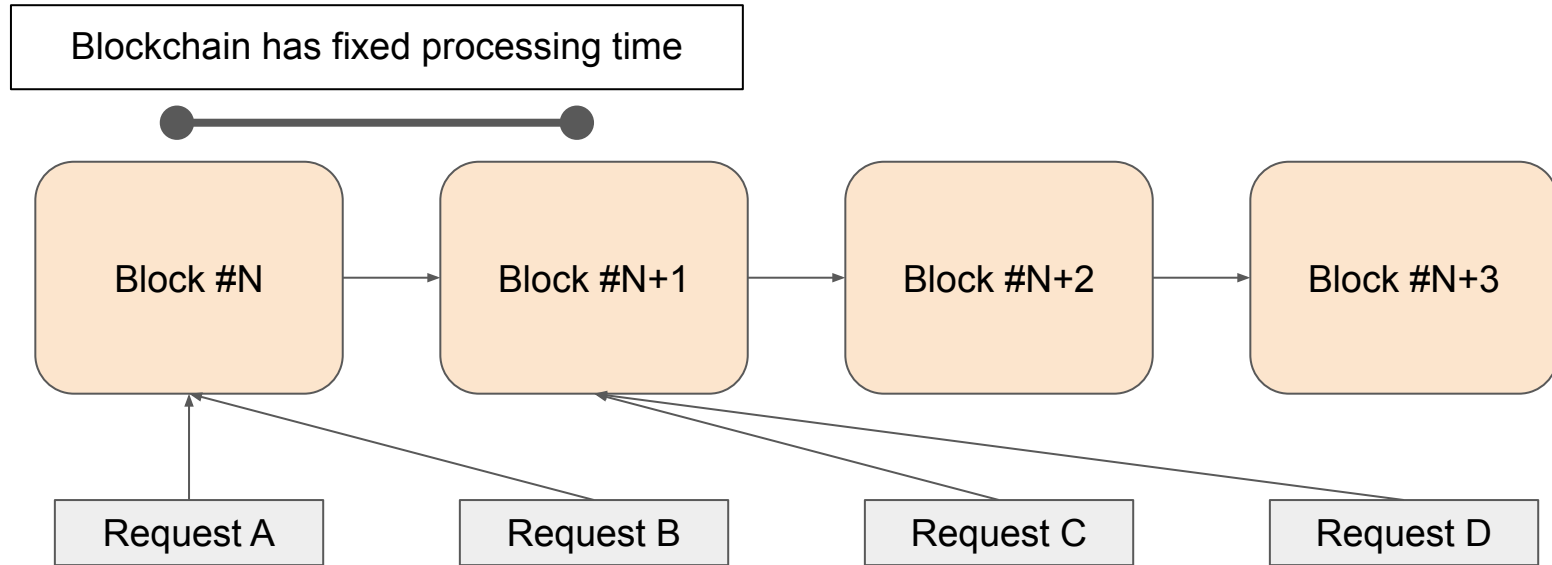 Blockchain has fixed processing time
Block #N
Block #N+1
Block #N+2
Block #N+3
Request A
Request B
Request C
Request D